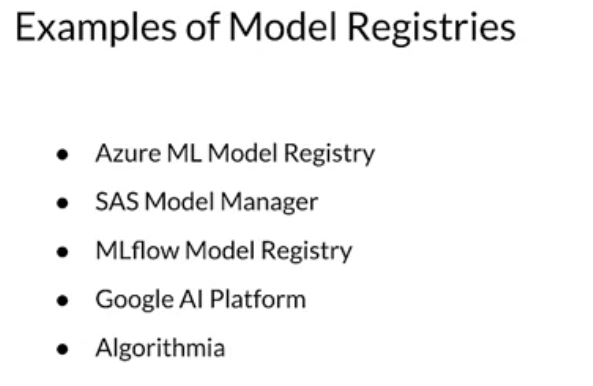 Examples of Model Registries
● Azure ML Model Registry
● SAS Model Manager
● MLflow Model Registry
● Google AI Platform
● Algorithmia